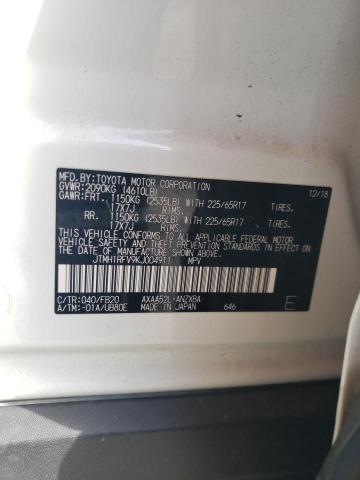 MFD.BY:TOYOTA MOTOR CORPORATION 12/18
GVWR:2090KG (4610LB)
GAWR:FRT. 1150KG (2535LB) WITH 225/65R17 TIRES.
17X7J RIMS.
RR. 1150KG (2535LB) WITH 225/65R17 TIRES.
17X7J RIMS.
THIS VEHICLE CONFORMS TO ALL APPLICABLE FEDERAL MOTOR
VEHICLE SAFETY AND THEFT PREVENTION STANDARDS IN EFFECT
ON THE DATE OF MANUFACTURE SHOWN ABOVE.
JTMH1RFV9KJ004911 MPV
C/TR:040/FB20 AXAA52L-ANZXBA
A/TM:-01A/UB80E MADE IN JAPAN 646 E